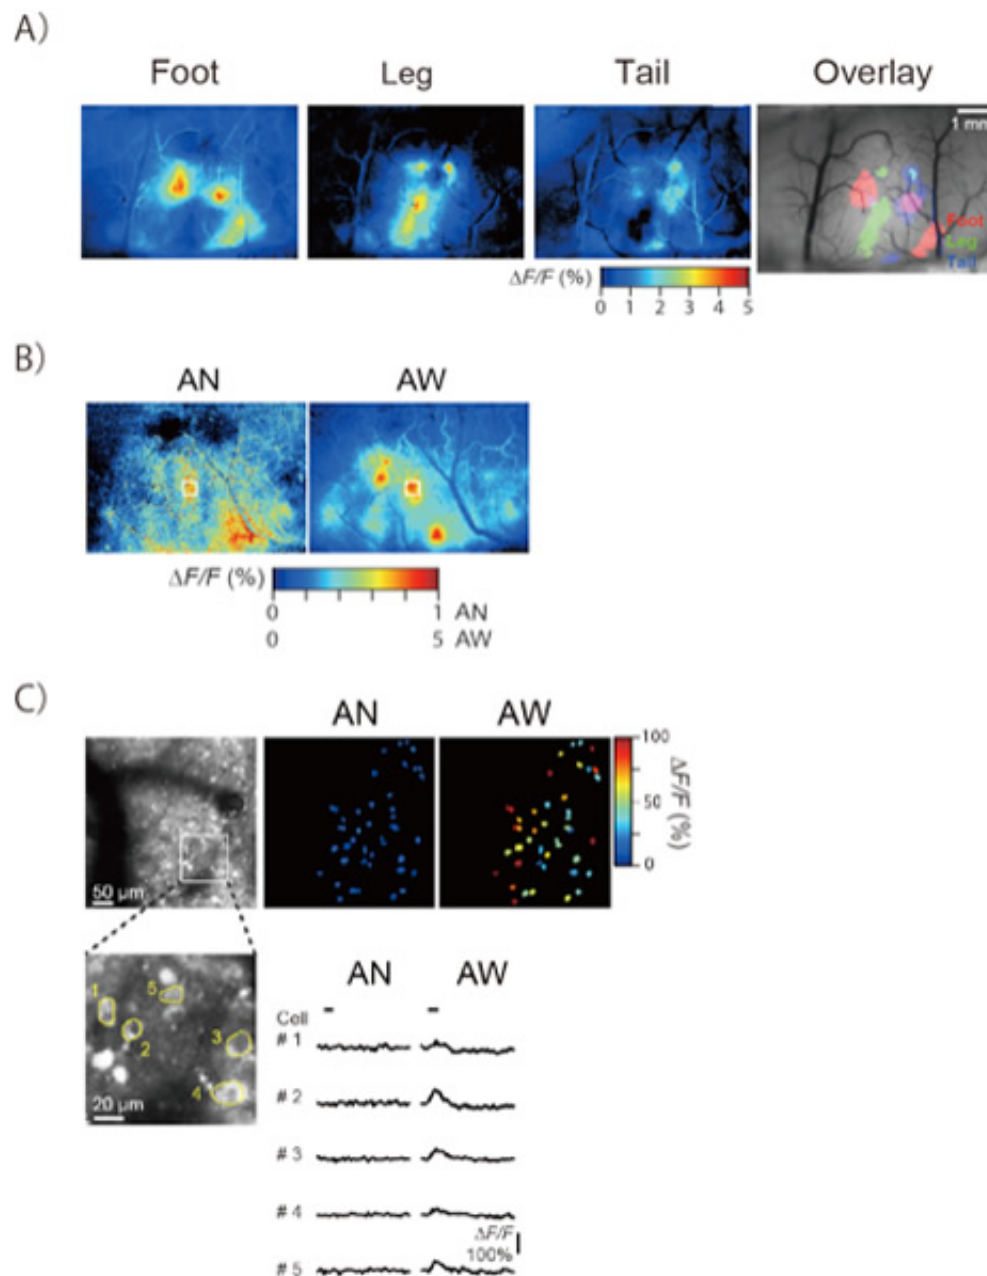 A)
Foot Leg Tail Overlay
1 mm
Foot
Leg
Tail
ΔF/F (%)
0 1 2 3 4 5
B)
AN AW
ΔF/F (%)
0 1 AN
0 5 AW
C)
AN AW
100
50
0
ΔF/F (%)
50 μm
1
5
2
3
4
20 μm
AN AW
Cell
# 1
# 2
# 3
# 4
ΔF/F
100%
# 5